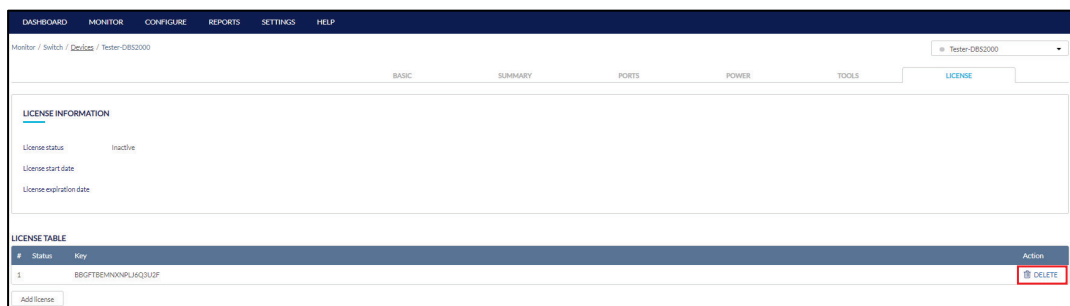 DASHBOARD MONITOR CONFIGURE REPORTS SETTINGS HELP
Monitor / Switch / Devices / Tester-DBS2000
Tester-DBS2000
BASIC SUMMARY PORTS POWER TOOLS LICENSE
LICENSE INFORMATION
License status Inactive
License start date
License expiration date
LICENSE TABLE
# Status Key Action
1 BBGFTBEMNXNPLJ6Q3U2F DELETE
Add license